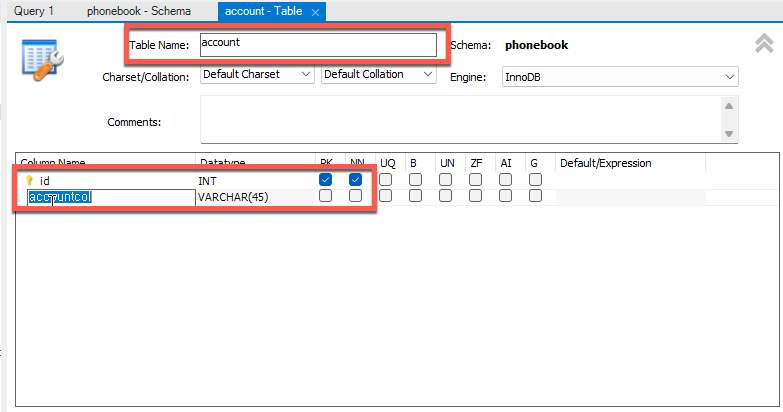 Query 1 phonebook - Schema account - Table ×
Table Name: account Schema: phonebook
Charset/Collation: Default Charset Default Collation Engine: InnoDB
Comments:
Column Name Datatype PK NN UQ B UN ZF AI G Default/Expression
id INT
accountcol VARCHAR(45)